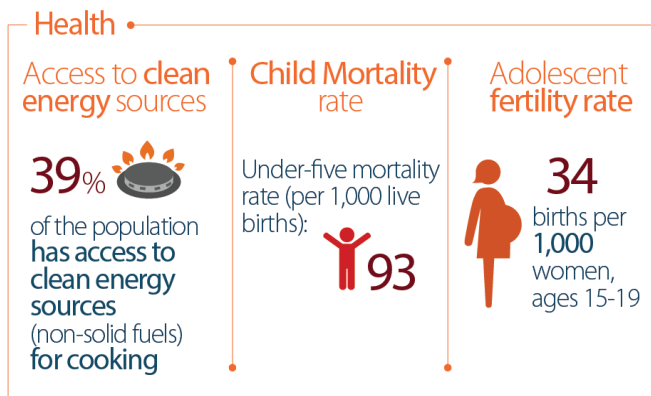 Health
Access to clean
energy sources
39%
of the population
has access to
clean energy
sources
(non-solid fuels)
for cooking
Child Mortality
rate
Under-five mortality
rate (per 1,000 live
births):
93
Adolescent
fertility rate
34
births per
1,000
women,
ages 15-19